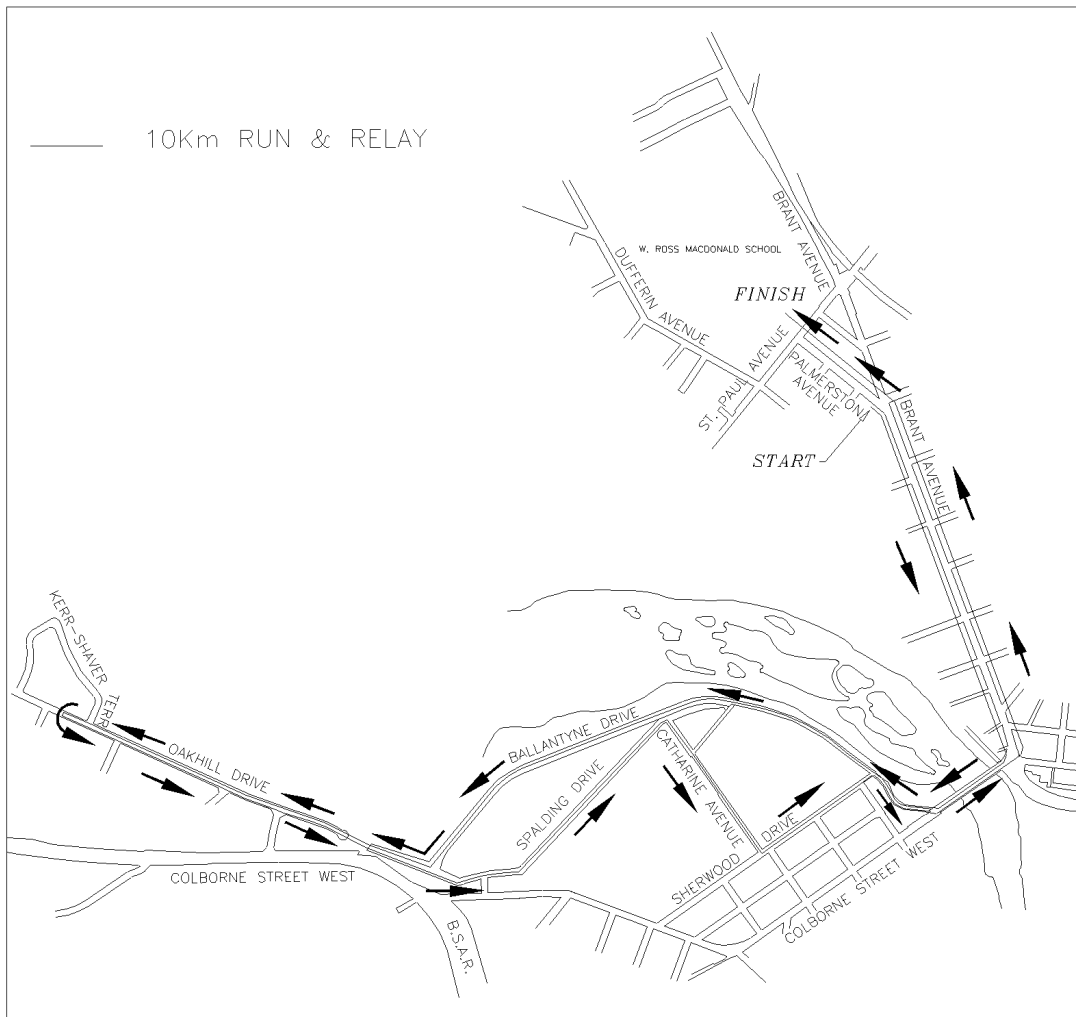 10Km RUN & RELAY
BRANT AVENUE
W. ROSS MACDONALD SCHOOL
DUFFERIN AVENUE
FINISH
ST. PAUL AVENUE
PALMERSTON
AVENUE
START
BRANT AVENUE
KERR-SHAVER TERR
OAKHILL DRIVE
BALLANTYNE DRIVE
SPALDING DRIVE
CATHARINE AVENUE
SHERWOOD DRIVE
COLBORNE STREET WEST
COLBORNE STREET WEST
B.S.A.R.